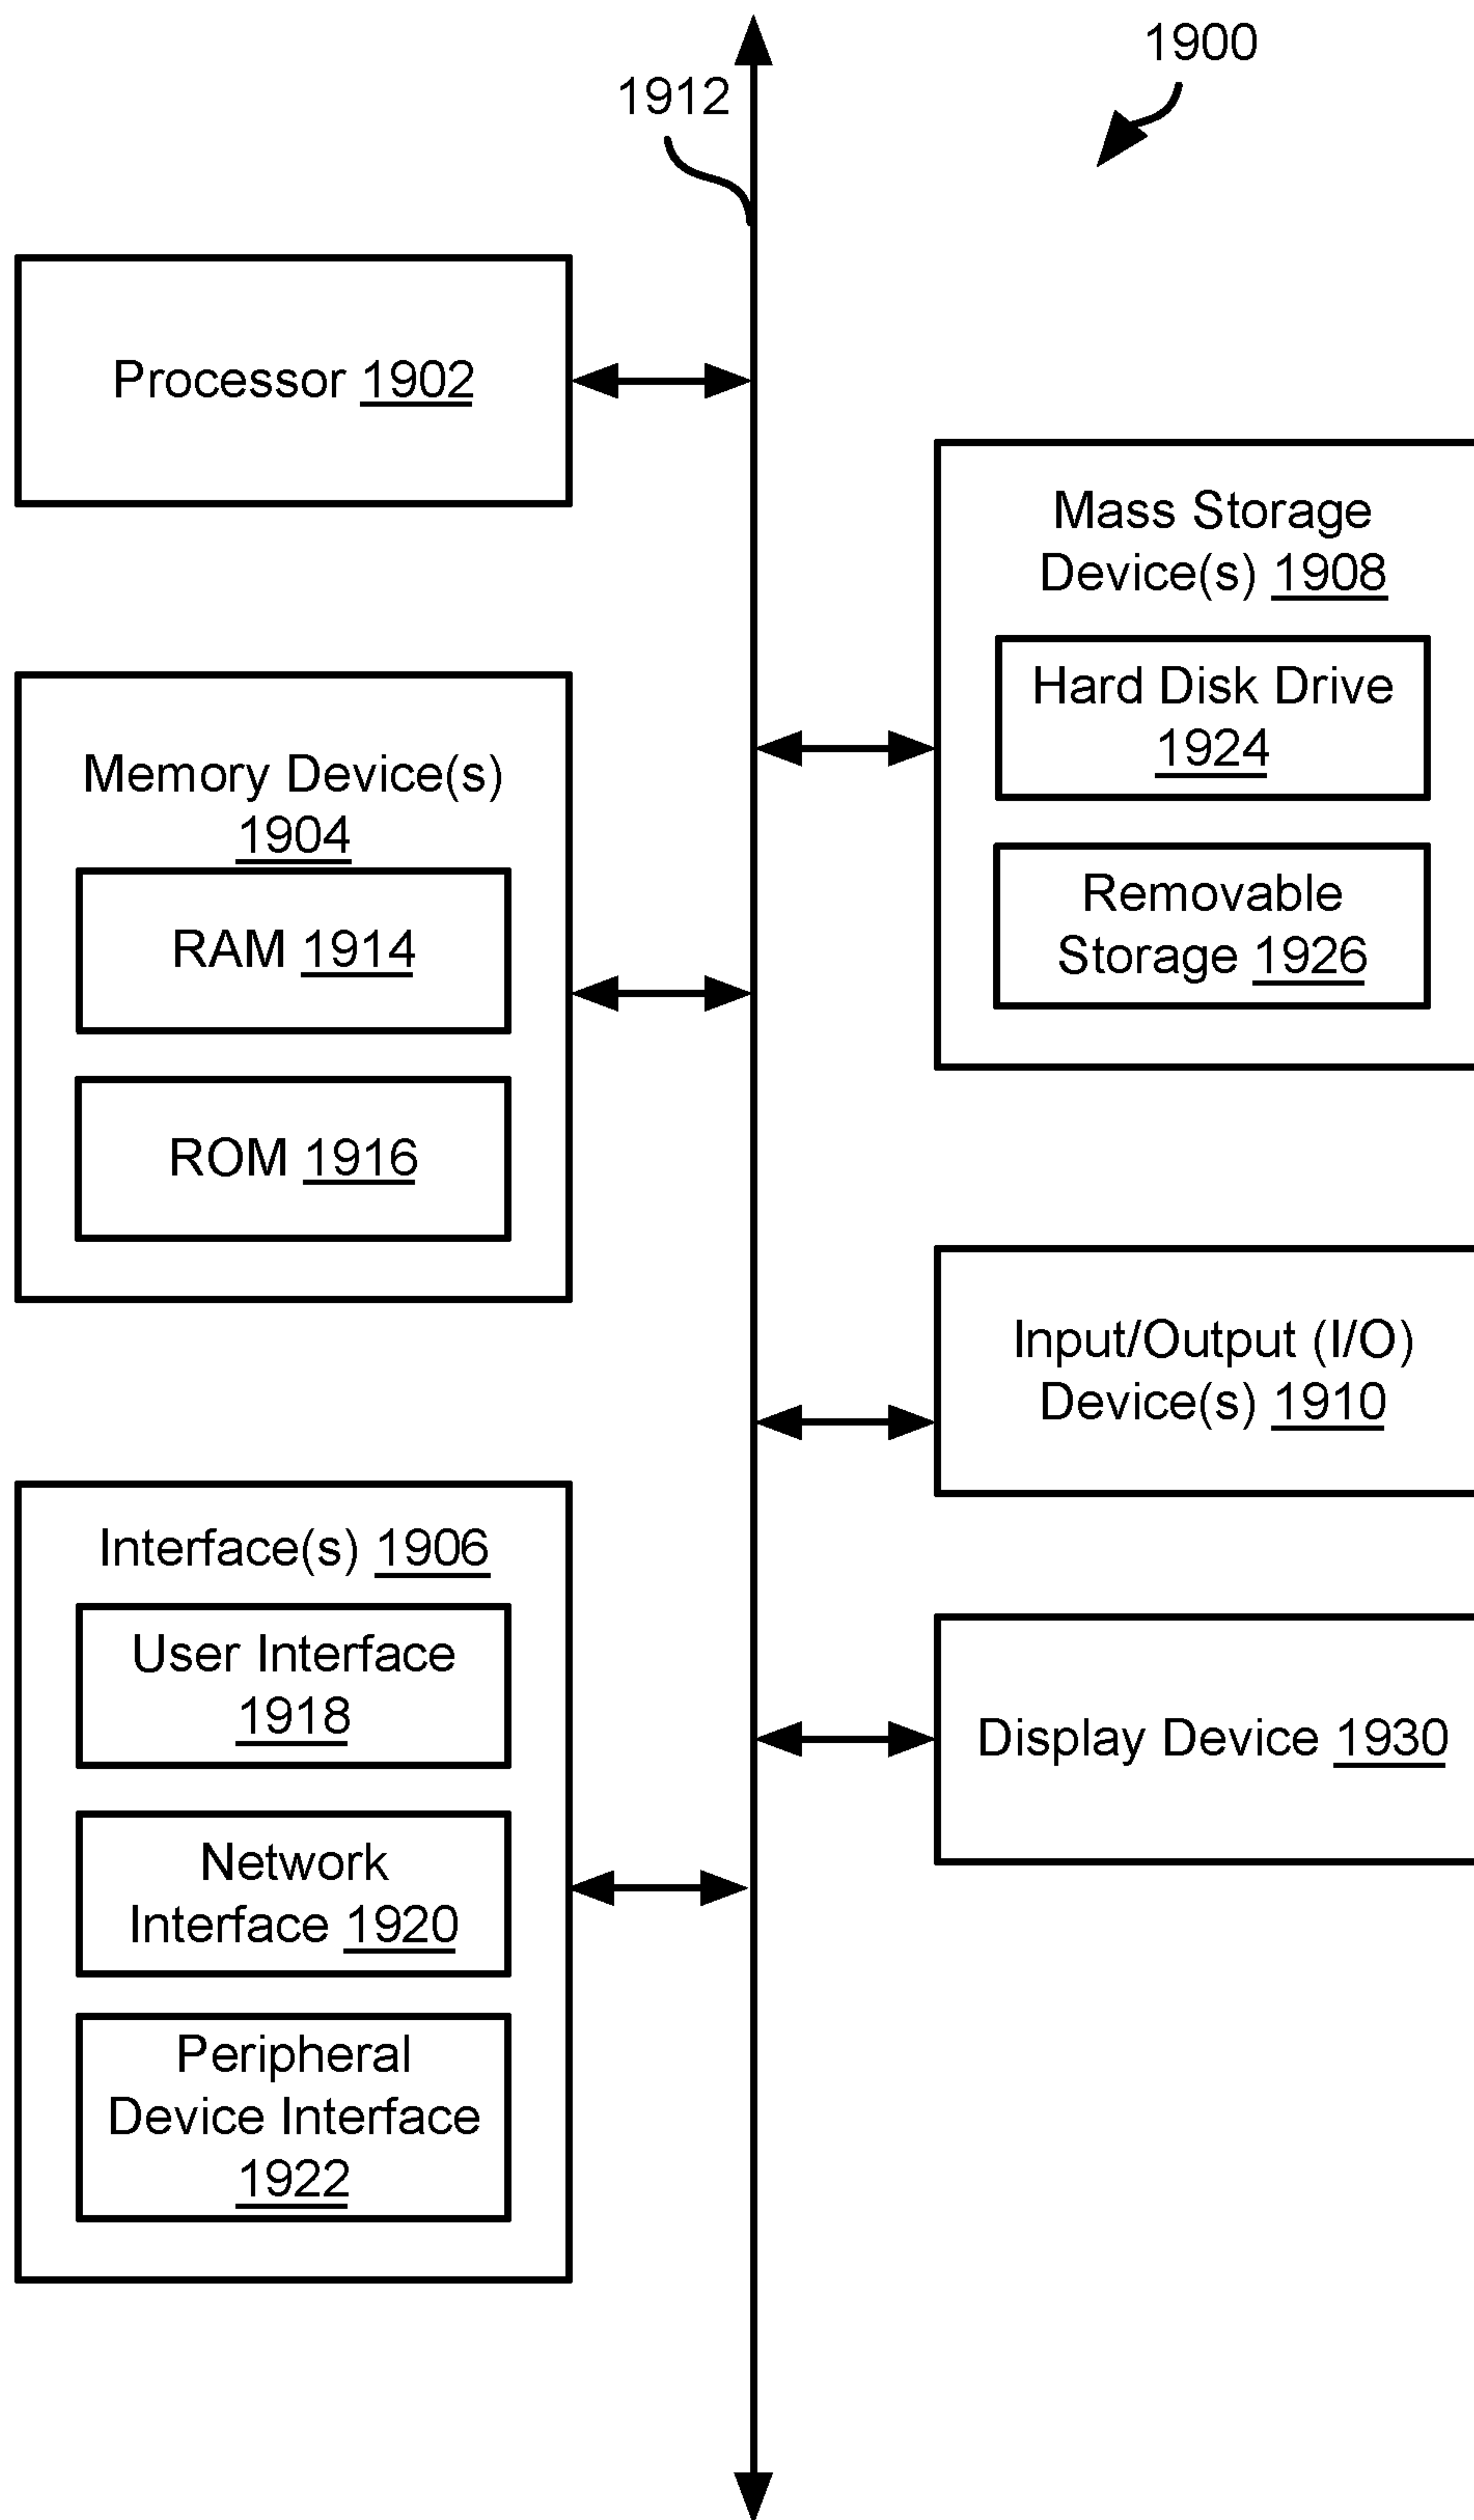 1900
1912
Processor 1902
Mass Storage
Device(s) 1908
Hard Disk Drive
1924
Removable
Storage 1926
Memory Device(s)
1904
RAM 1914
ROM 1916
Input/Output (I/O)
Device(s) 1910
Interface(s) 1906
User Interface
1918
Network
Interface 1920
Peripheral
Device Interface
1922
Display Device 1930